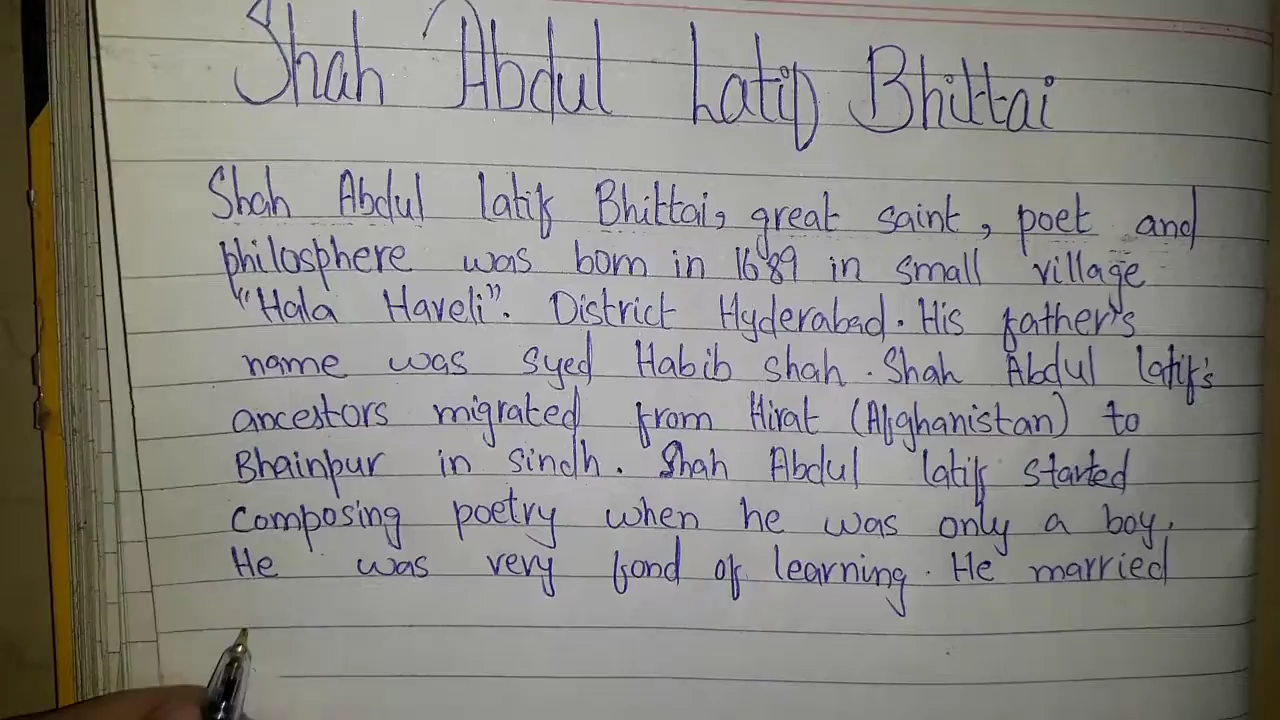 Shah Abdul Latif Bhittai
Shah Abdul latif Bhittai, great saint, poet and
philosphere was born in 1689 in small village
"Hala Haveli". District Hyderabad. His father's
name was syed Habib shah. Shah Abdul latif's
ancestors migrated from Hirat (Afghanistan) to
Bhainpur in sindh. Shah Abdul latif started
composing poetry when he was only a boy.
He was very fond of learning. He married